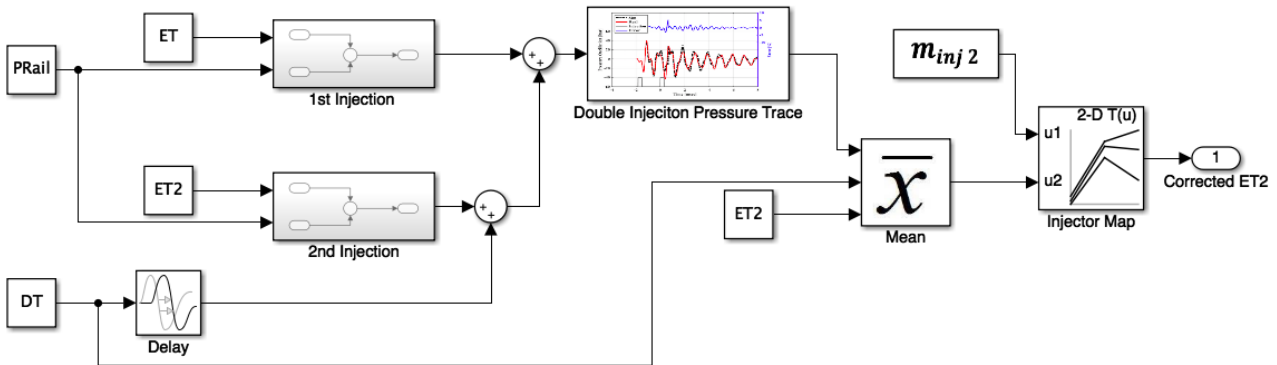 ET
PRail
1st Injection
Double Injeciton Pressure Trace
m_inj 2
2-D T(u)
u1
u2
1
Corrected ET2
Injector Map
ET2
2nd Injection
x
ET2
Mean
DT
Delay